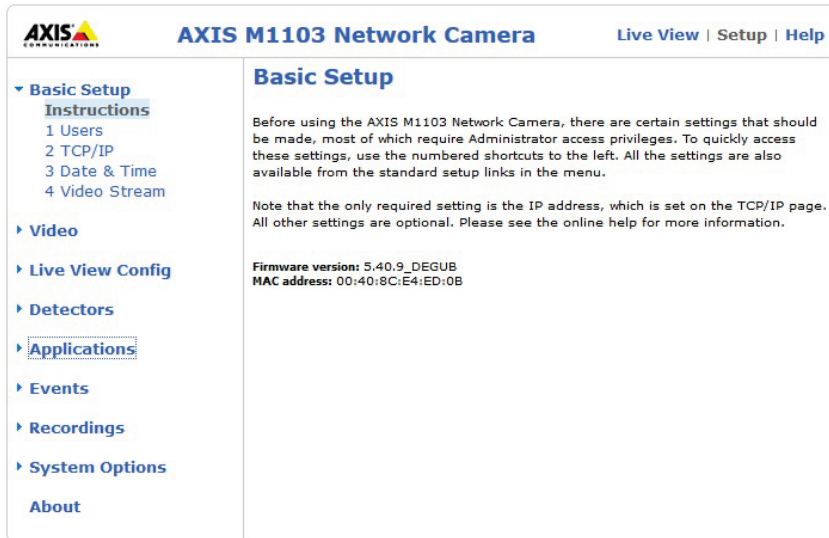 AXIS
COMMUNICATIONS
AXIS M1103 Network Camera
Live View | Setup | Help
Basic Setup
Instructions
1 Users
2 TCP/IP
3 Date & Time
4 Video Stream
Video
Live View Config
Detectors
Applications
Events
Recordings
System Options
About
Basic Setup
Before using the AXIS M1103 Network Camera, there are certain settings that should
be made, most of which require Administrator access privileges. To quickly access
these settings, use the numbered shortcuts to the left. All the settings are also
available from the standard setup links in the menu.
Note that the only required setting is the IP address, which is set on the TCP/IP page.
All other settings are optional. Please see the online help for more information.
Firmware version: 5.40.9_DEGUB
MAC address: 00:40:8C:E4:ED:0B